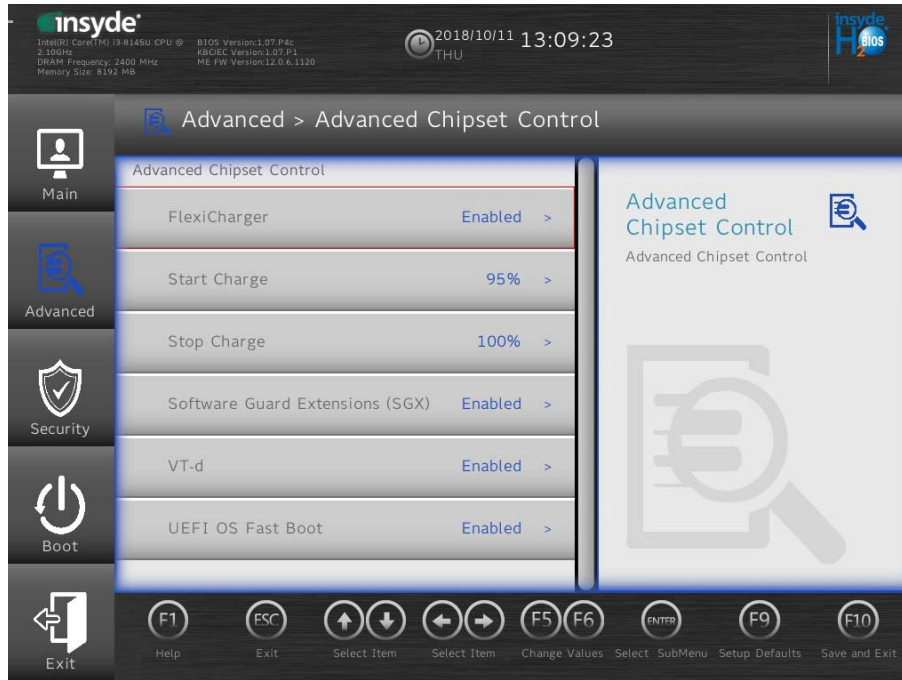 insyde
Intel(R) Core(TM) i3-8145U CPU @
2.10GHz
DRAM Frequency: 2400 MHz
Memory Size: 8192 MB
BIOS Version:1.07.P4c
KBC/EC Version:1.07.P1
ME FW Version:12.0.6.1120
2018/10/11 13:09:23
THU
insyde
H2O BIOS
Advanced > Advanced Chipset Control
Main
Advanced
Security
Boot
Exit
Advanced Chipset Control
FlexiCharger Enabled >
Start Charge 95% >
Stop Charge 100% >
Software Guard Extensions (SGX) Enabled >
VT-d Enabled >
UEFI OS Fast Boot Enabled >
Advanced
Chipset Control
Advanced Chipset Control
F1 Help
ESC Exit
Select Item
Select Item
F5 F6 Change Values
ENTER Select SubMenu
F9 Setup Defaults
F10 Save and Exit